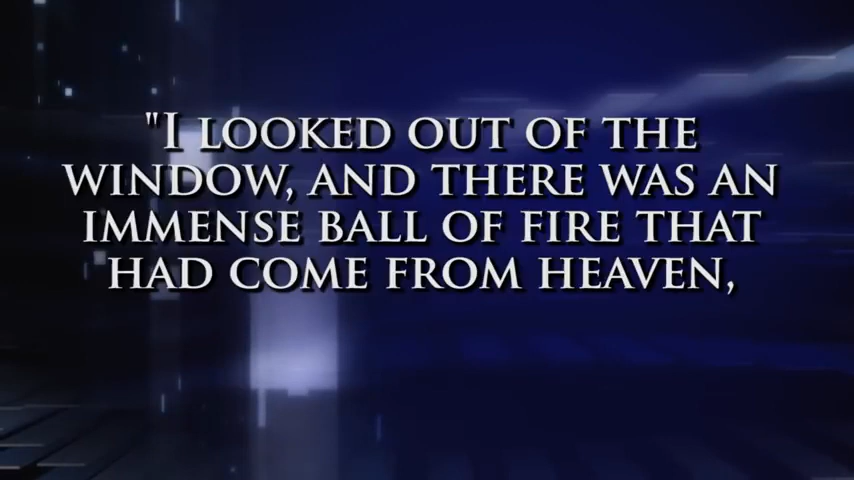 "I LOOKED OUT OF THE
WINDOW, AND THERE WAS AN
IMMENSE BALL OF FIRE THAT
HAD COME FROM HEAVEN,